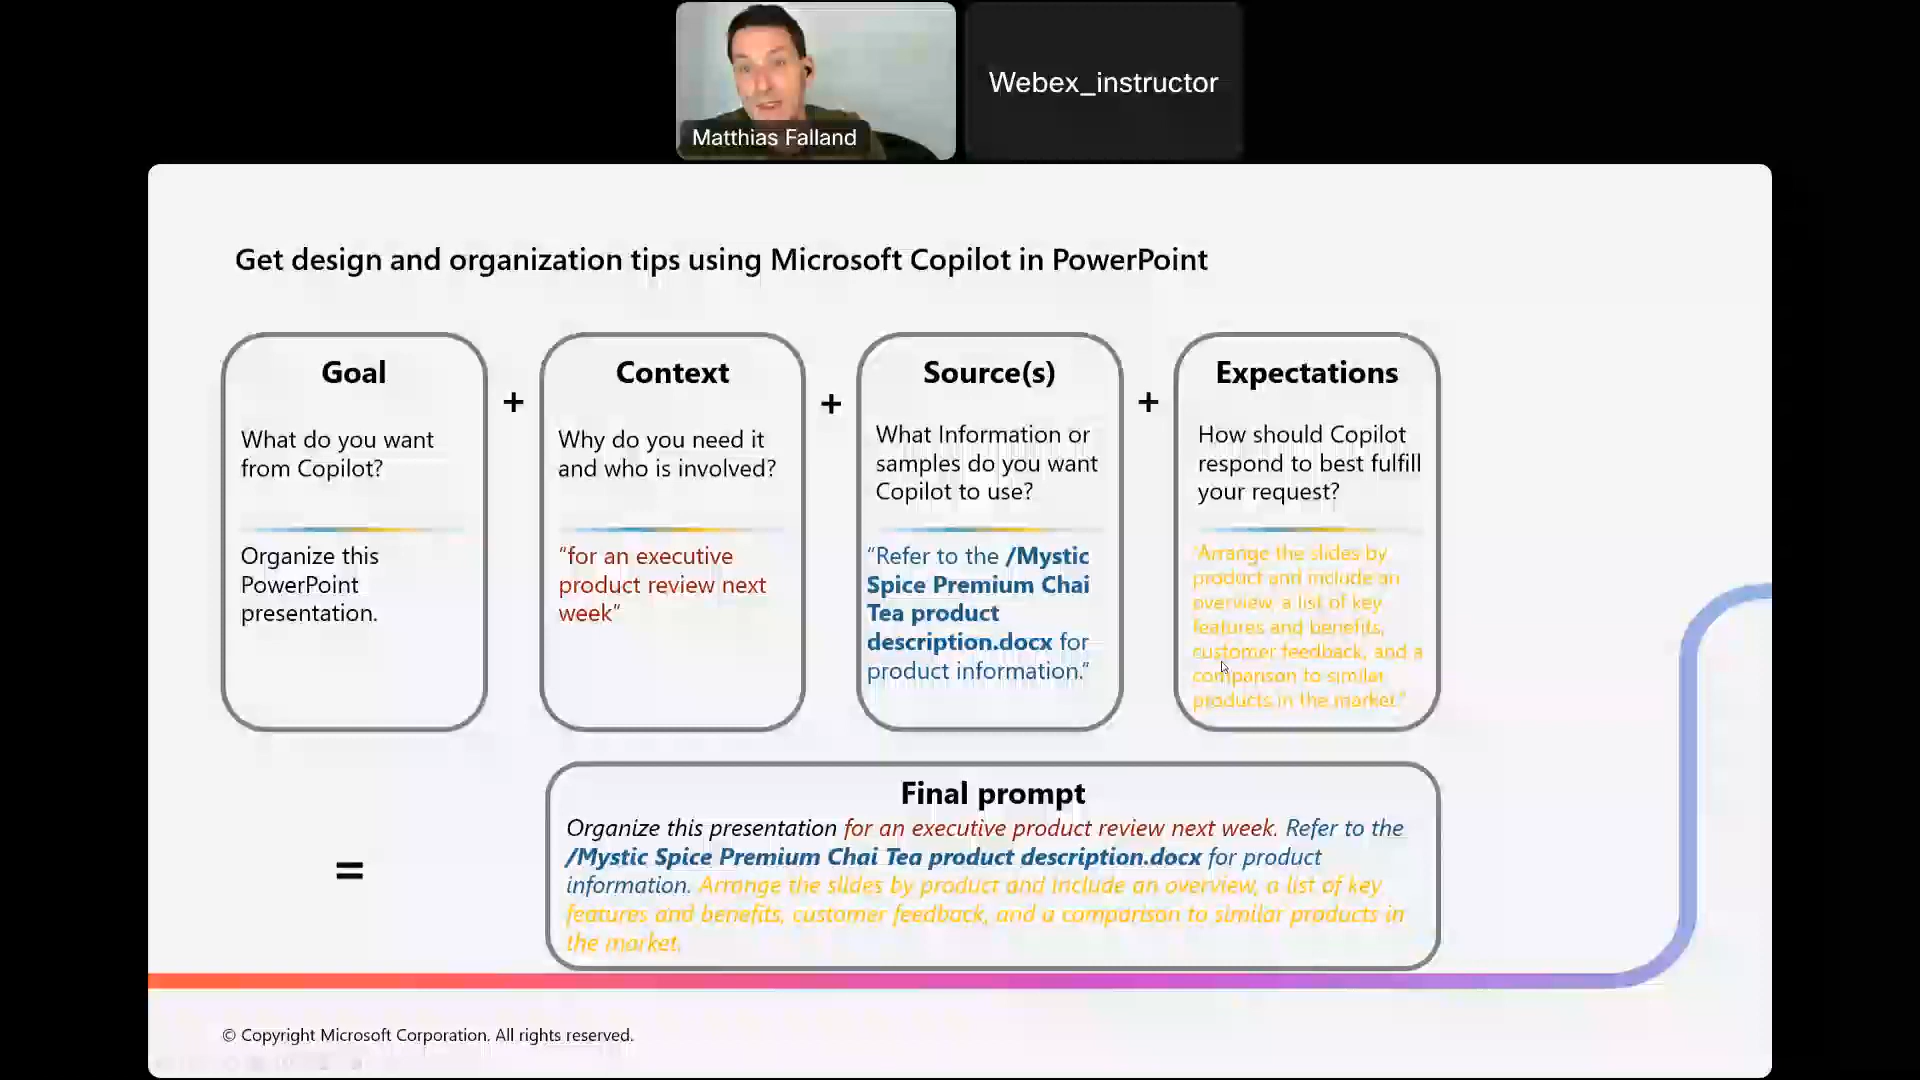 Webex_instructor
Matthias Falland
Get design and organization tips using Microsoft Copilot in PowerPoint
Goal
What do you want
from Copilot?
Organize this
PowerPoint
presentation.
+
Context
Why do you need it
and who is involved?
“for an executive
product review next
week”
+
Source(s)
What Information or
samples do you want
Copilot to use?
“Refer to the /Mystic
Spice Premium Chai
Tea product
description.docx for
product information.”
+
Expectations
How should Copilot
respond to best fulfill
your request?
“Arrange the slides by
product and include an
overview, a list of key
features and benefits,
customer feedback, and a
comparison to similar
products in the market.”
=
Final prompt
Organize this presentation for an executive product review next week. Refer to the
/Mystic Spice Premium Chai Tea product description.docx for product
information. Arrange the slides by product and include an overview, a list of key
features and benefits, customer feedback, and a comparison to similar products in
the market.
© Copyright Microsoft Corporation. All rights reserved.